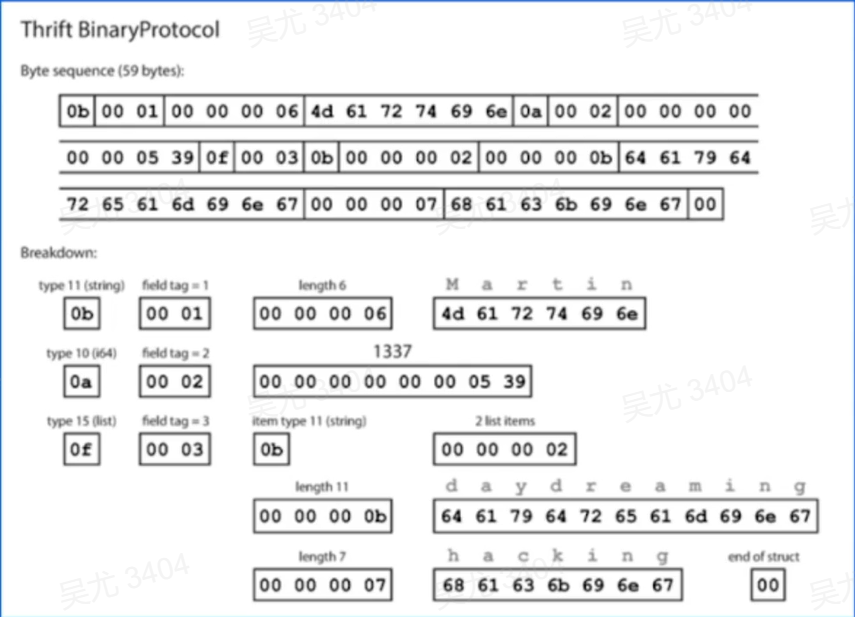 Thrift BinaryProtocol
Byte sequence (59 bytes):
0b 00 01 00 00 00 06 4d 61 72 74 69 6e 0a 00 02 00 00 00 00
00 00 05 39 0f 00 03 0b 00 00 00 02 00 00 00 0b 64 61 79 64
72 65 61 6d 69 6e 67 00 00 00 07 68 61 63 6b 69 6e 67 00
Breakdown:
type 11 (string) field tag = 1 length 6 M a r t i n
0b 00 01 00 00 00 06 4d 61 72 74 69 6e
type 10 (i64) field tag = 2 1337
0a 00 02 00 00 00 00 00 00 05 39
type 15 (list) field tag = 3 item type 11 (string) 2 list items
0f 00 03 0b 00 00 00 02
length 11 d a y d r e a m i n g
00 00 00 0b 64 61 79 64 72 65 61 6d 69 6e 67
length 7 h a c k i n g end of struct
00 00 00 07 68 61 63 6b 69 6e 67 00
吴尤 3404